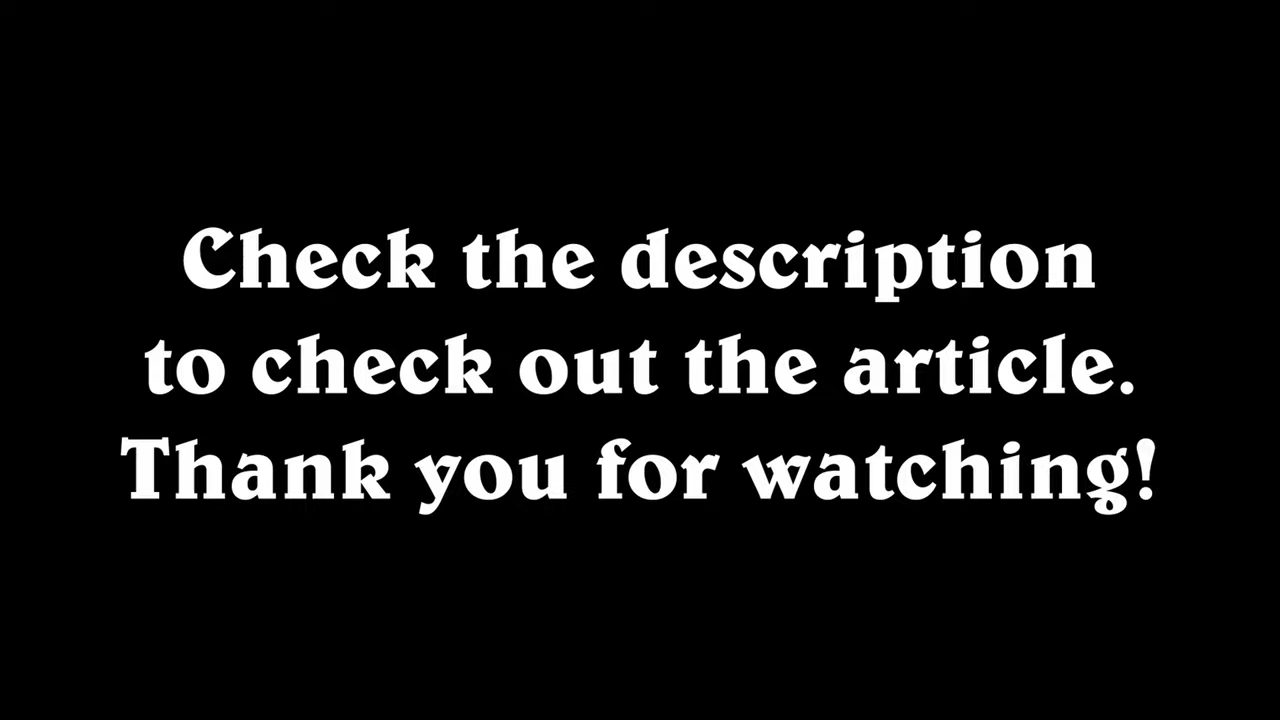 Check the description
to check out the article.
Thank you for watching!